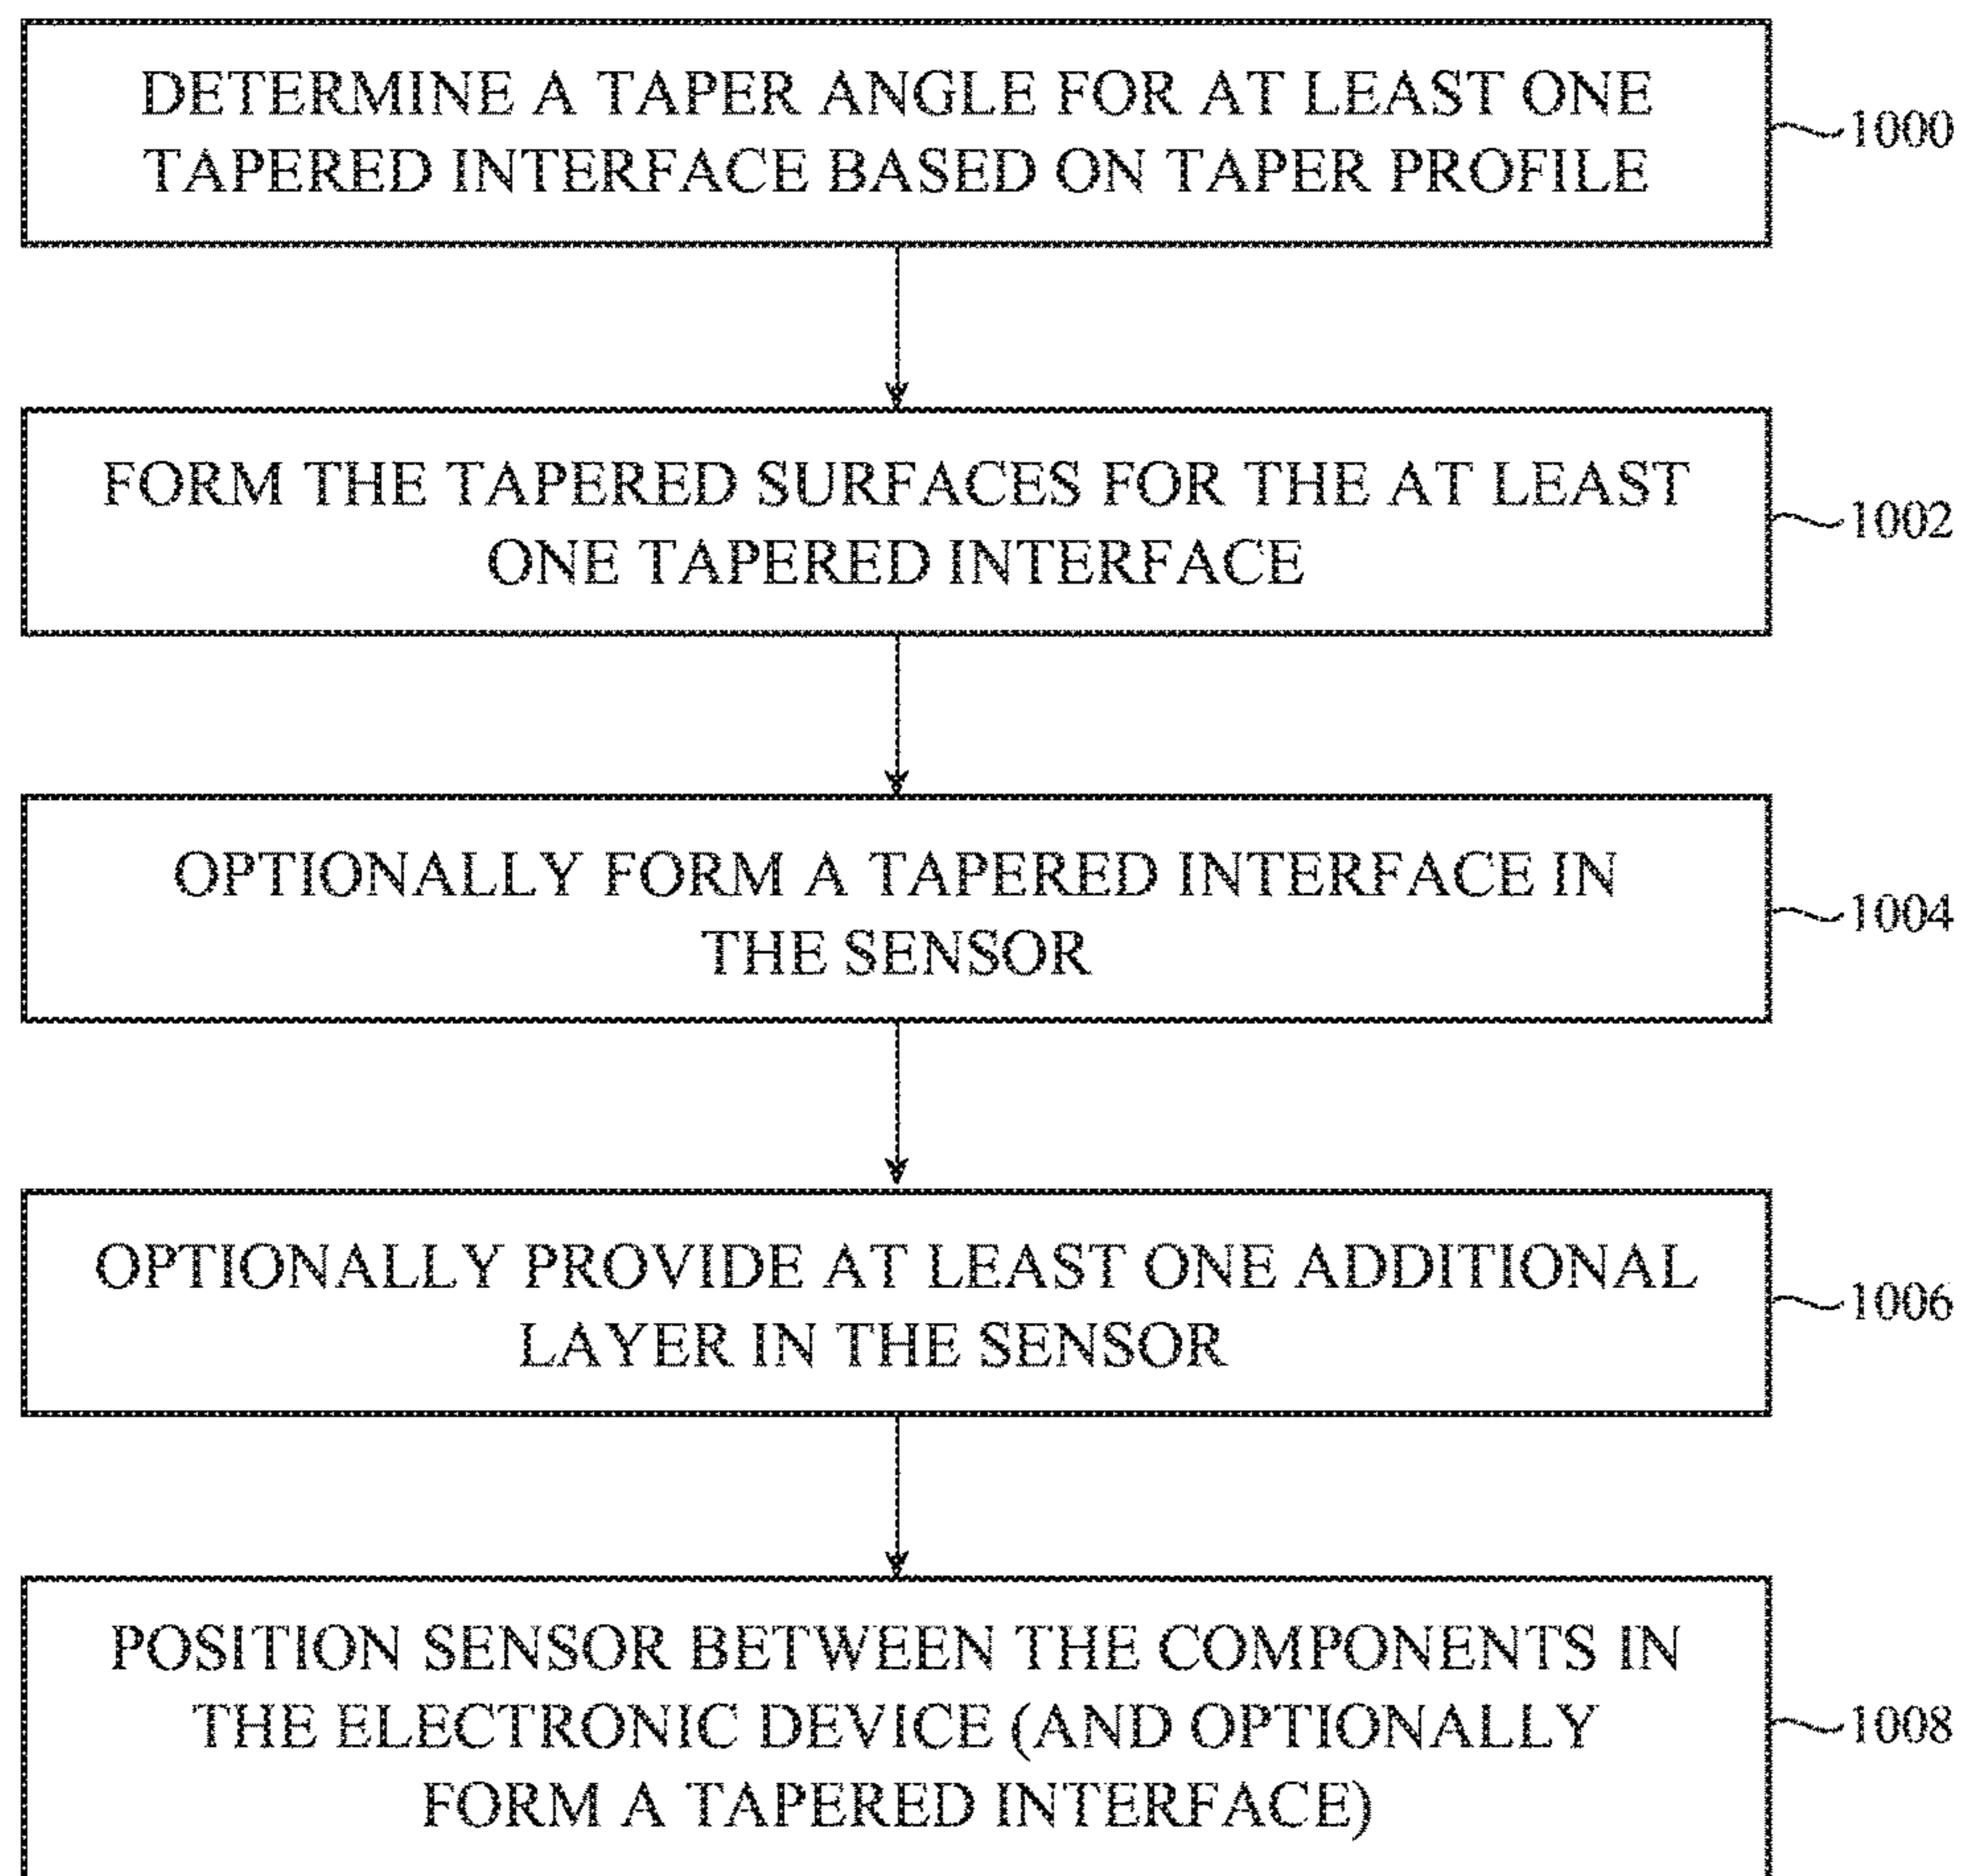 DETERMINE A TAPER ANGLE FOR AT LEAST ONE
TAPERED INTERFACE BASED ON TAPER PROFILE
1000
FORM THE TAPERED SURFACES FOR THE AT LEAST
ONE TAPERED INTERFACE
1002
OPTIONALLY FORM A TAPERED INTERFACE IN
THE SENSOR
1004
OPTIONALLY PROVIDE AT LEAST ONE ADDITIONAL
LAYER IN THE SENSOR
1006
POSITION SENSOR BETWEEN THE COMPONENTS IN
THE ELECTRONIC DEVICE (AND OPTIONALLY
FORM A TAPERED INTERFACE)
1008